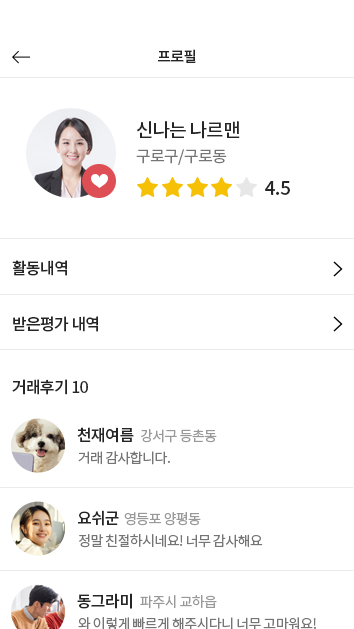 프로필
신나는 나르맨
구로구/구로동
4.5
활동내역
받은평가 내역
거래후기 10
천재여름 강서구 등촌동
거래 감사합니다.
요쉬군 영등포 양평동
정말 친절하시네요! 너무 감사해요
동그라미 파주시 교하읍
와 이렇게 빠르게 해주시다니 너무 고마워요!